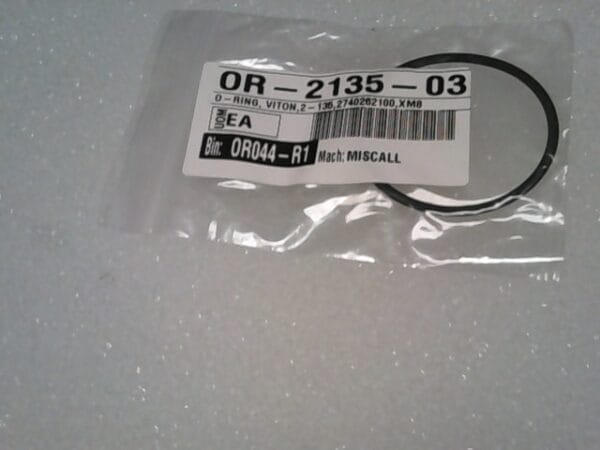 OR-2135-03
O-RING, VITON, 2-135, 2740262100, XM8
UOM EA
Bin: OR044-R1 Mach: MISCALL